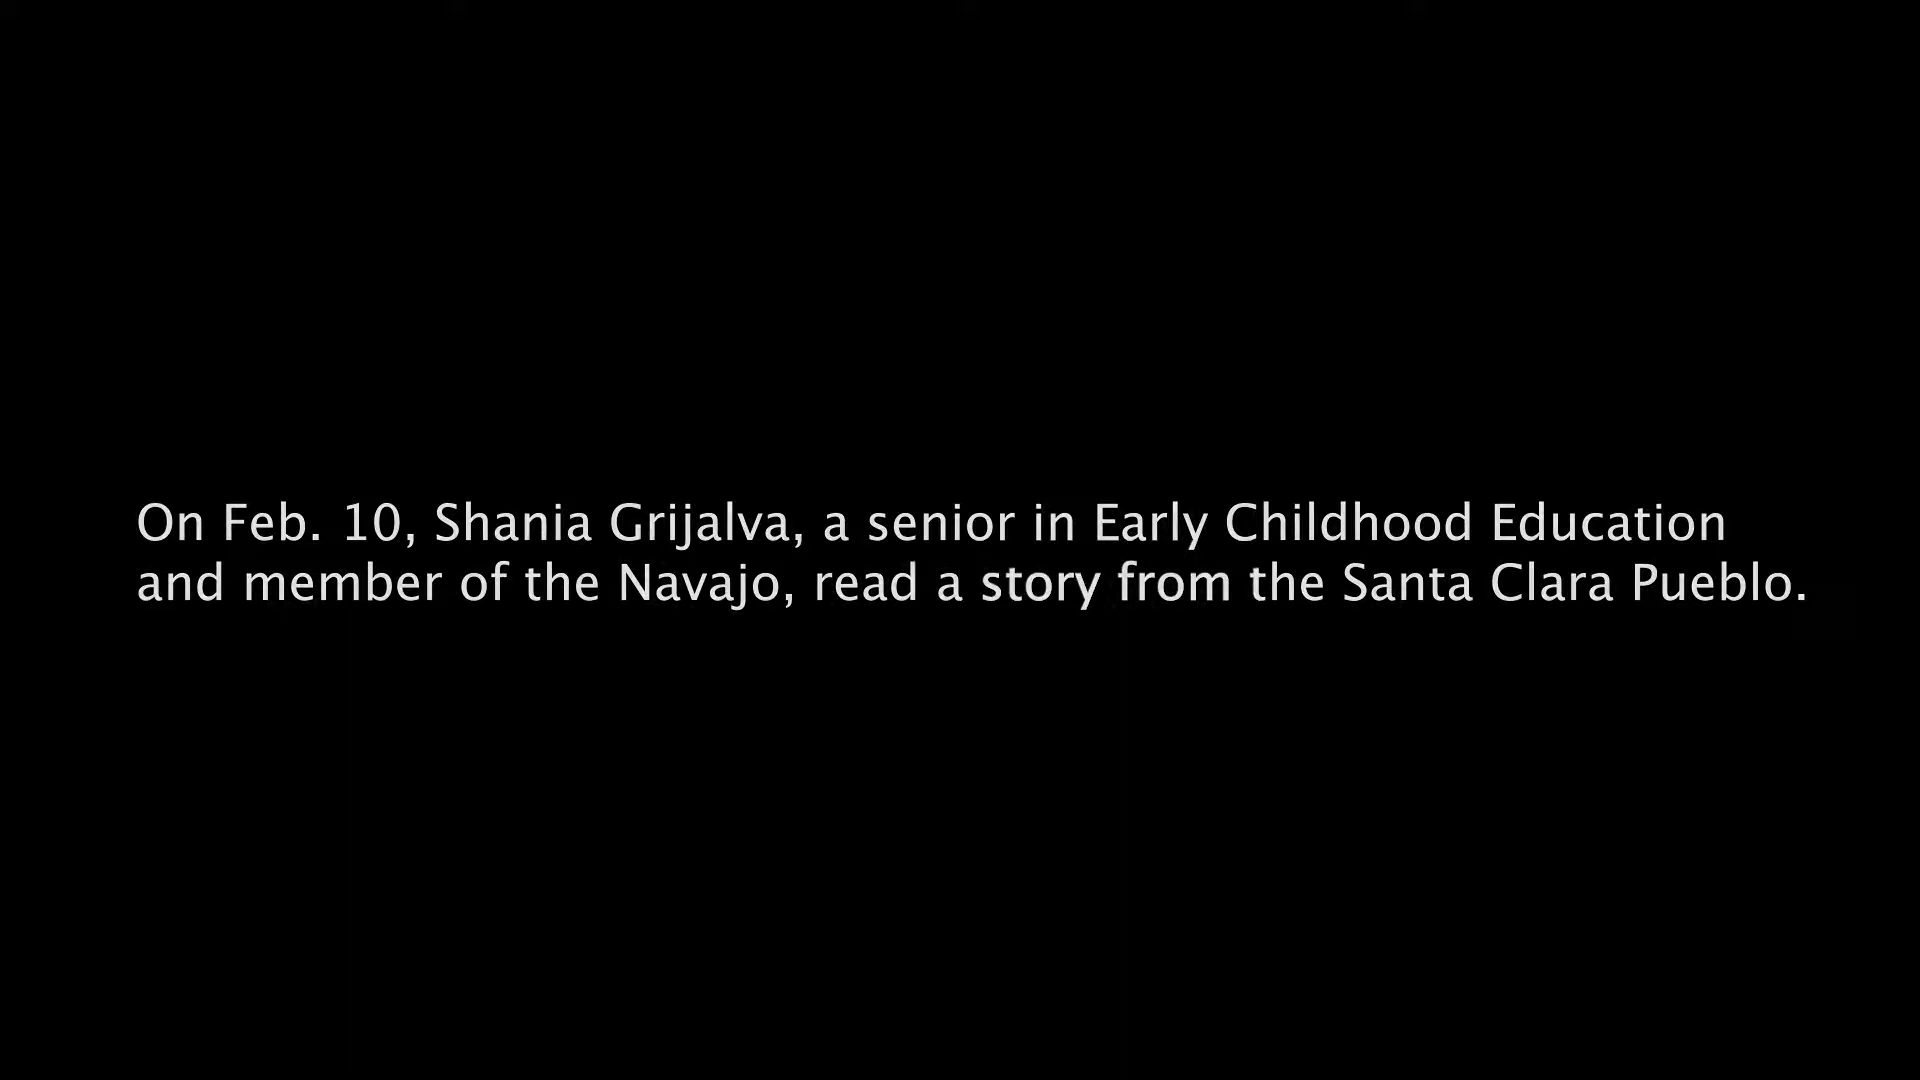 On Feb. 10, Shania Grijalva, a senior in Early Childhood Education
and member of the Navajo, read a story from the Santa Clara Pueblo.